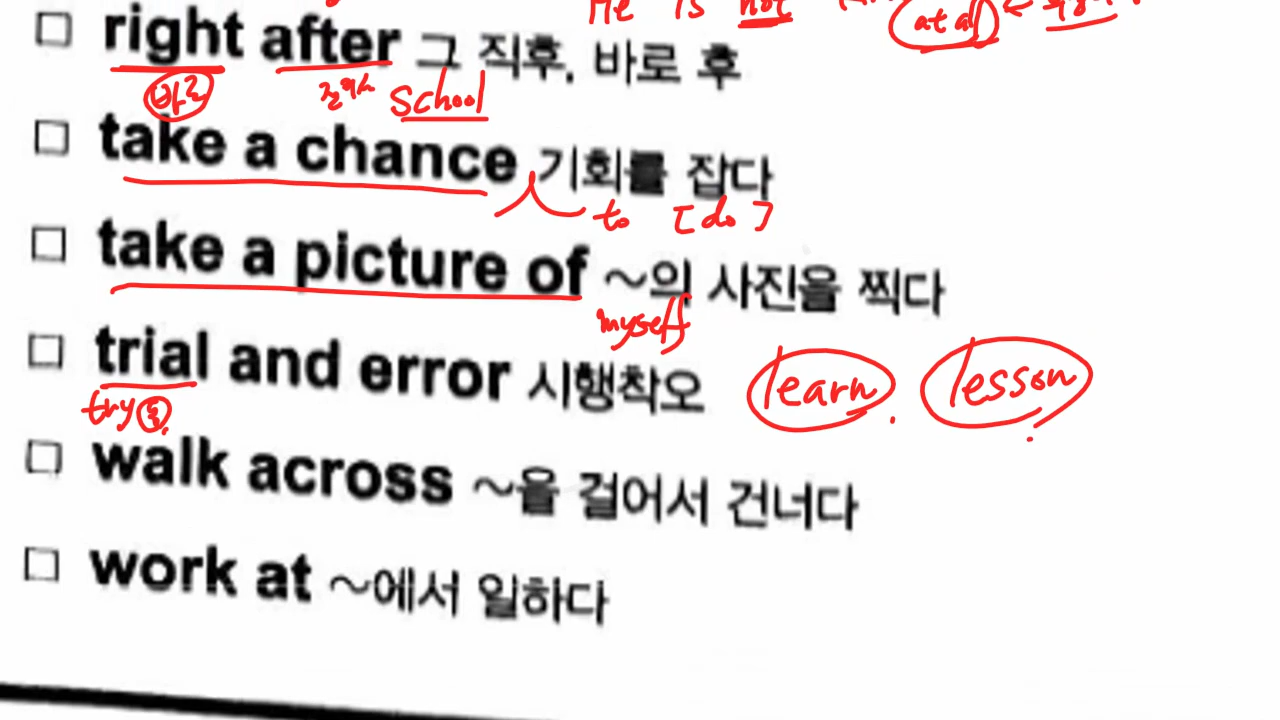 He is not
at all
□ right after 그 직후, 바로 후
바로 school
□ take a chance 기회를 잡다
to [do]
□ take a picture of ~의 사진을 찍다
myself
□ trial and error 시행착오 learn. lesson.
try 동
□ walk across ~을 걸어서 건너다
□ work at ~에서 일하다